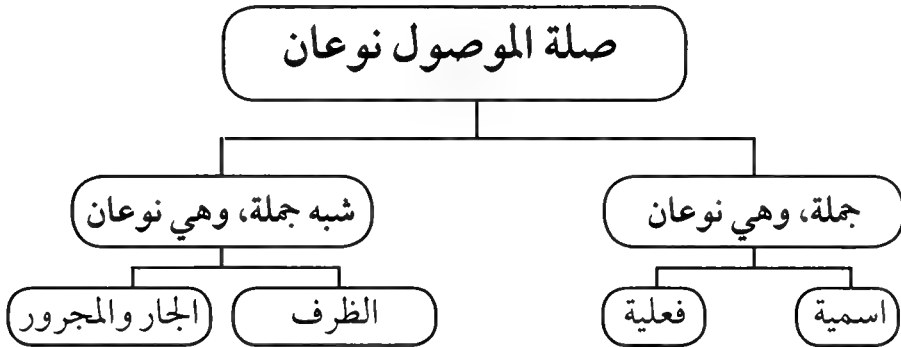 صلة الموصول نوعان
جملة، وهي نوعان
شبه جملة، وهي نوعان
اسمية
فعلية
الظرف
الجار والمجرور